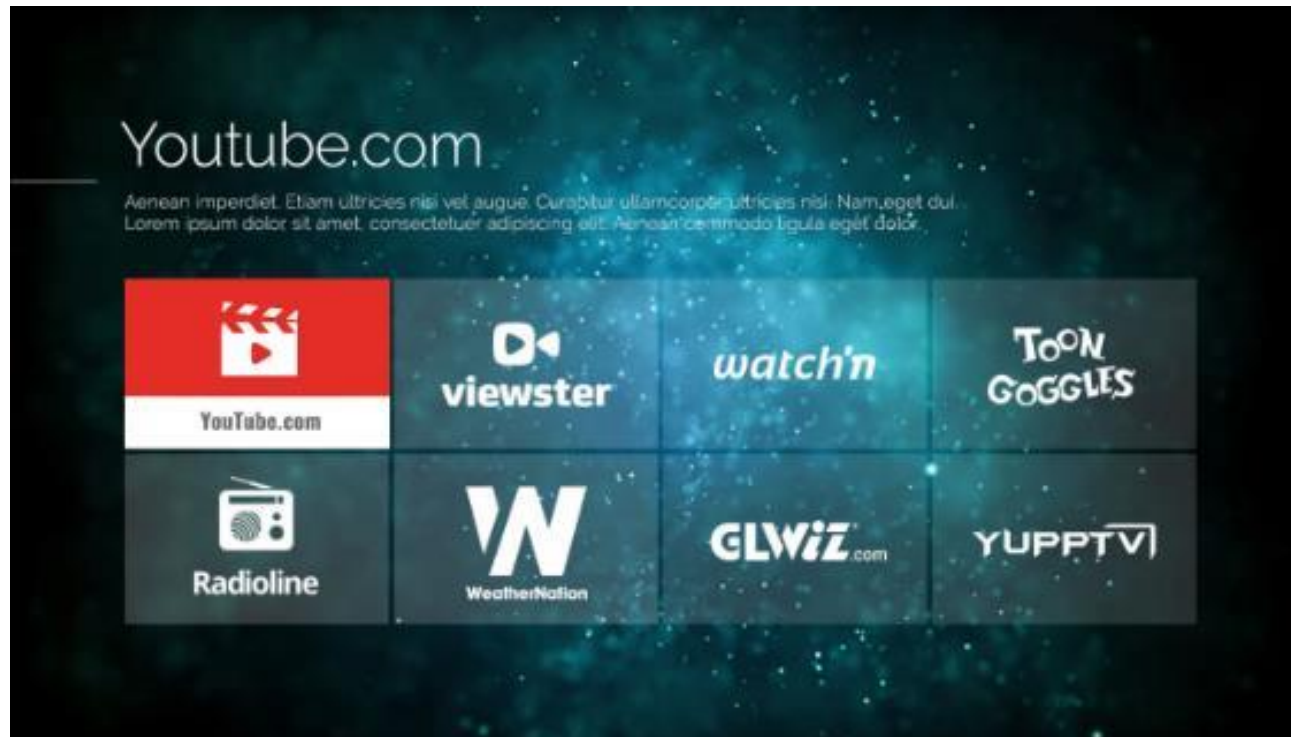 Youtube.com
Aenean imperdiet. Etiam ultricies nisi vel augue. Curabitur ullamcorper ultricies nisi. Nam eget dui.
Lorem ipsum dolor sit amet, consectetuer adipiscing elit. Aenean commodo ligula eget dolor.
YouTube.com
viewster
watch'n
TOON
GOGGLES
Radioline
WeatherNation
GLWiZ.com
YUPPTV